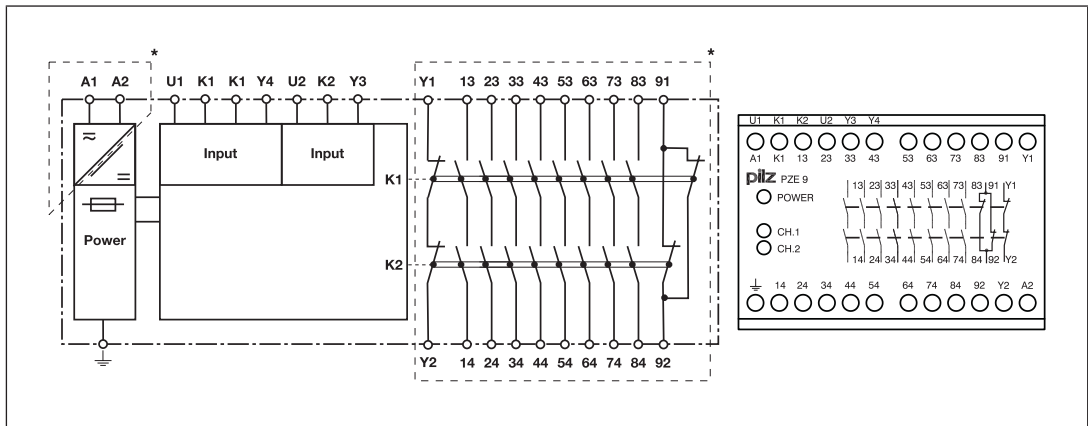 * *
A1 A2 U1 K1 K1 Y4 U2 K2 Y3 Y1 13 23 33 43 53 63 73 83 91
Input Input
K1
K2
Power
Y2 14 24 34 44 54 64 74 84 92
U1 K1 K2 U2 Y3 Y4
A1 K1 13 23 33 43 53 63 73 83 91 Y1
pilz PZE 9
POWER
CH.1
CH.2
13 23 33 43 53 63 73 83 91 Y1
14 24 34 44 54 64 74 84 92 Y2
14 24 34 44 54 64 74 84 92 Y2 A2